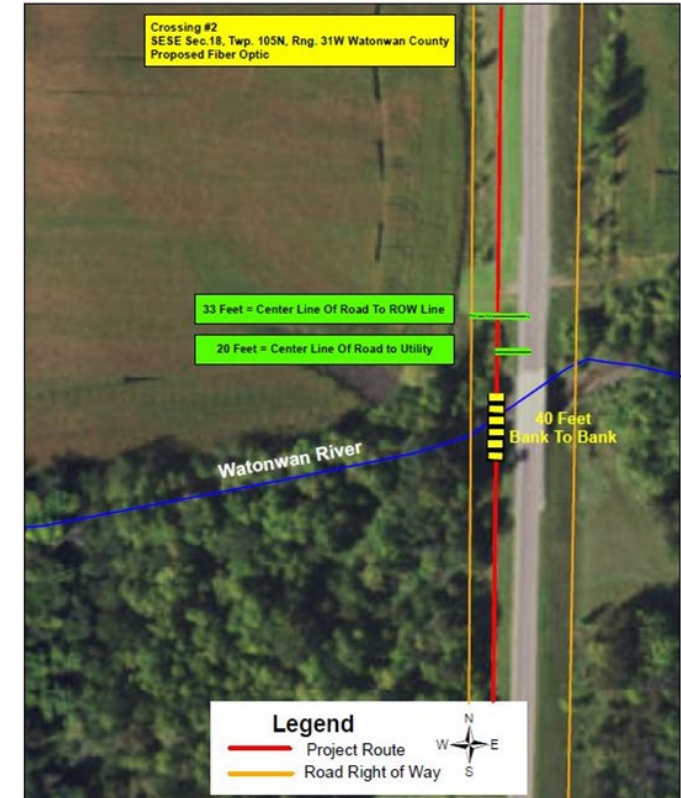 Crossing #2
SESE Sec.18, Twp. 105N, Rng. 31W Watonwan County
Proposed Fiber Optic
33 Feet = Center Line Of Road To ROW Line
20 Feet = Center Line Of Road to Utility
40 Feet
Bank To Bank
Watonwan River
Legend
Project Route
Road Right of Way
N
W E
S